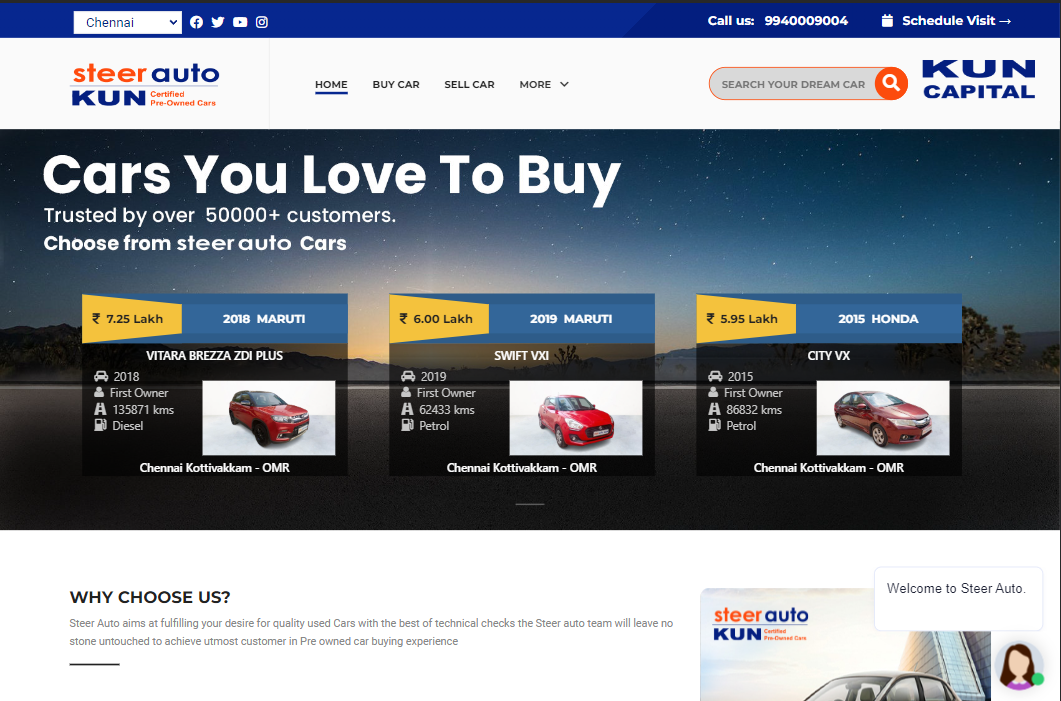 Chennai
Call us: 9940009004
Schedule Visit →
steer auto
KUN Certified
Pre-Owned Cars
HOME
BUY CAR
SELL CAR
MORE
SEARCH YOUR DREAM CAR
KUN
CAPITAL
Cars You Love To Buy
Trusted by over 50000+ customers.
Choose from steer auto Cars
₹ 7.25 Lakh
2018 MARUTI
VITARA BREZZA ZDI PLUS
2018
First Owner
135871 kms
Diesel
Chennai Kottivakkam - OMR
₹ 6.00 Lakh
2019 MARUTI
SWIFT VXI
2019
First Owner
62433 kms
Petrol
Chennai Kottivakkam - OMR
₹ 5.95 Lakh
2015 HONDA
CITY VX
2015
First Owner
86832 kms
Petrol
Chennai Kottivakkam - OMR
WHY CHOOSE US?
Steer Auto aims at fulfilling your desire for quality used Cars with the best of technical checks the Steer auto team will leave no
stone untouched to achieve utmost customer in Pre owned car buying experience
steer auto
KUN Certified
Pre-Owned Cars
Welcome to Steer Auto.